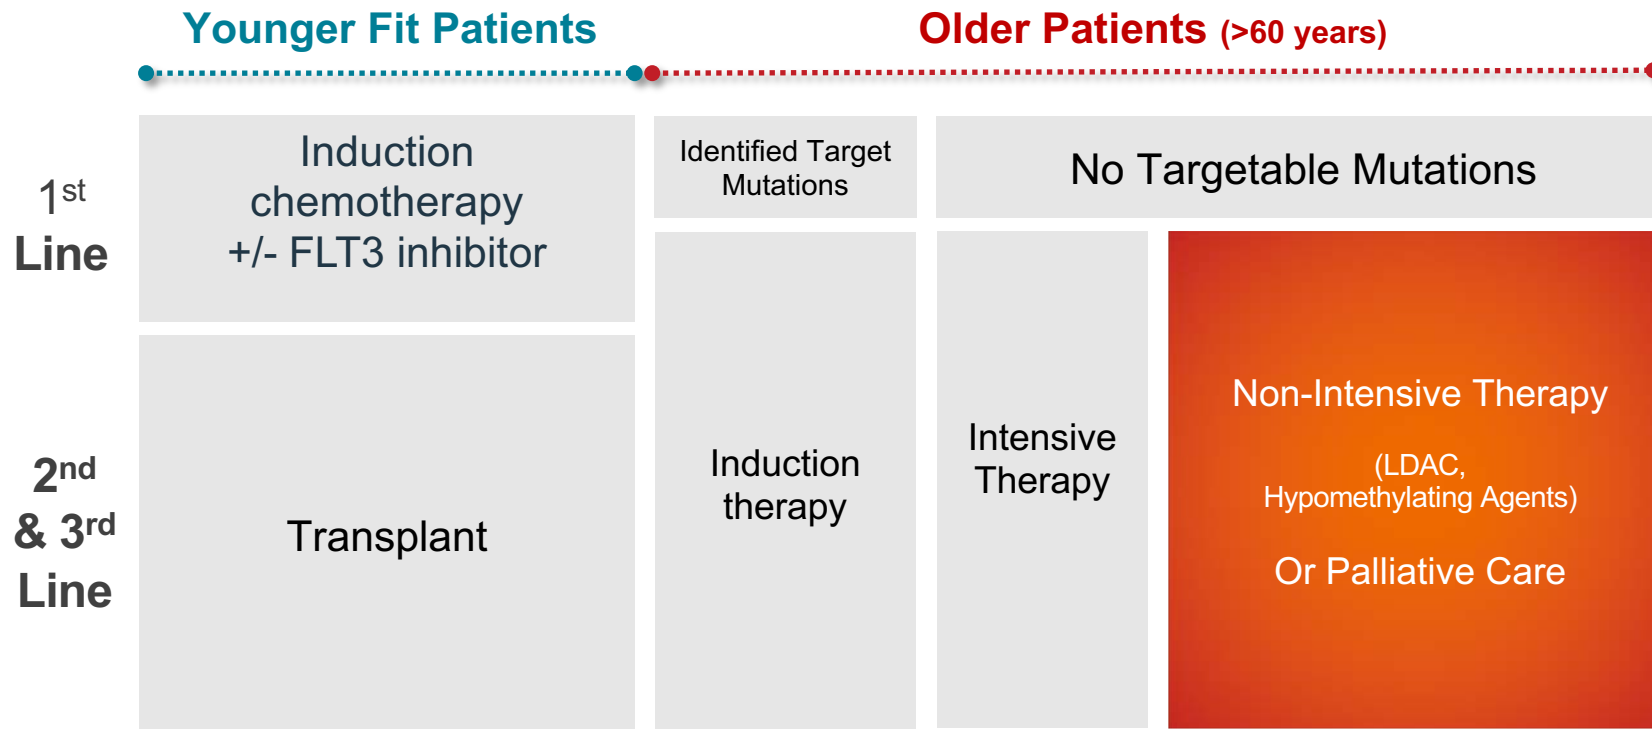 Younger Fit Patients
Older Patients (>60 years)
1st
Line
Induction
chemotherapy
+/- FLT3 inhibitor
Identified Target
Mutations
No Targetable Mutations
2nd
& 3rd
Line
Transplant
Induction
therapy
Intensive
Therapy
Non-Intensive Therapy
(LDAC,
Hypomethylating Agents)
Or Palliative Care